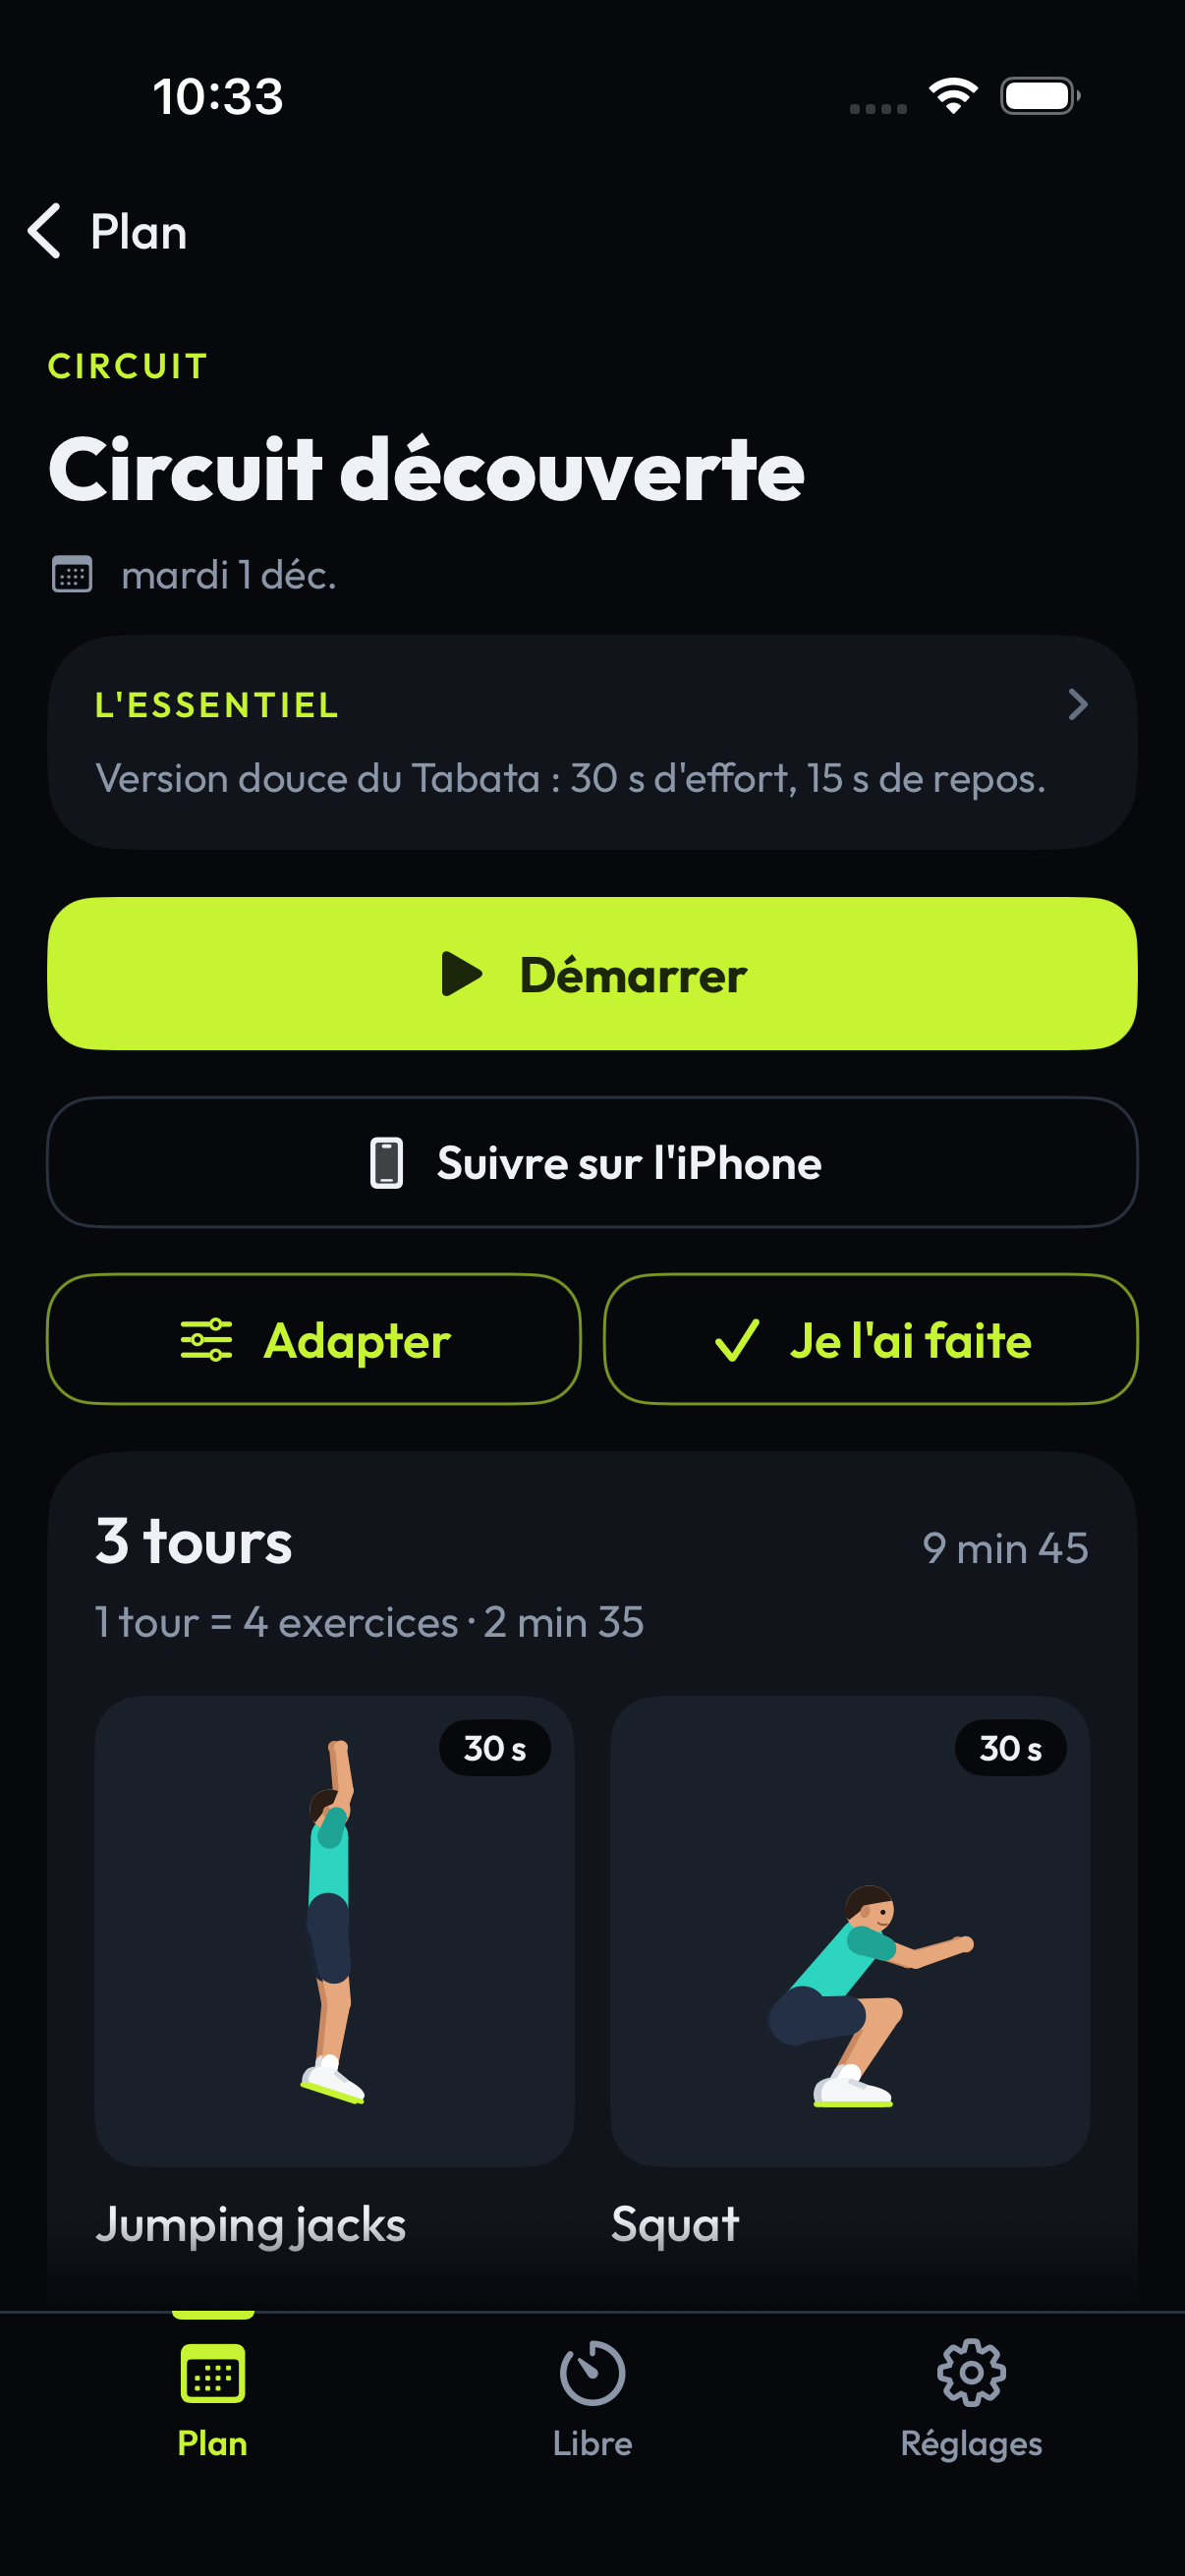 10:33
Plan
CIRCUIT
Circuit découverte
mardi 1 déc.
L'ESSENTIEL
Version douce du Tabata : 30 s d'effort, 15 s de repos.
Démarrer
Suivre sur l'iPhone
Adapter
Je l'ai faite
3 tours
9 min 45
1 tour = 4 exercices · 2 min 35
30 s
30 s
Jumping jacks
Squat
Plan
Libre
Réglages